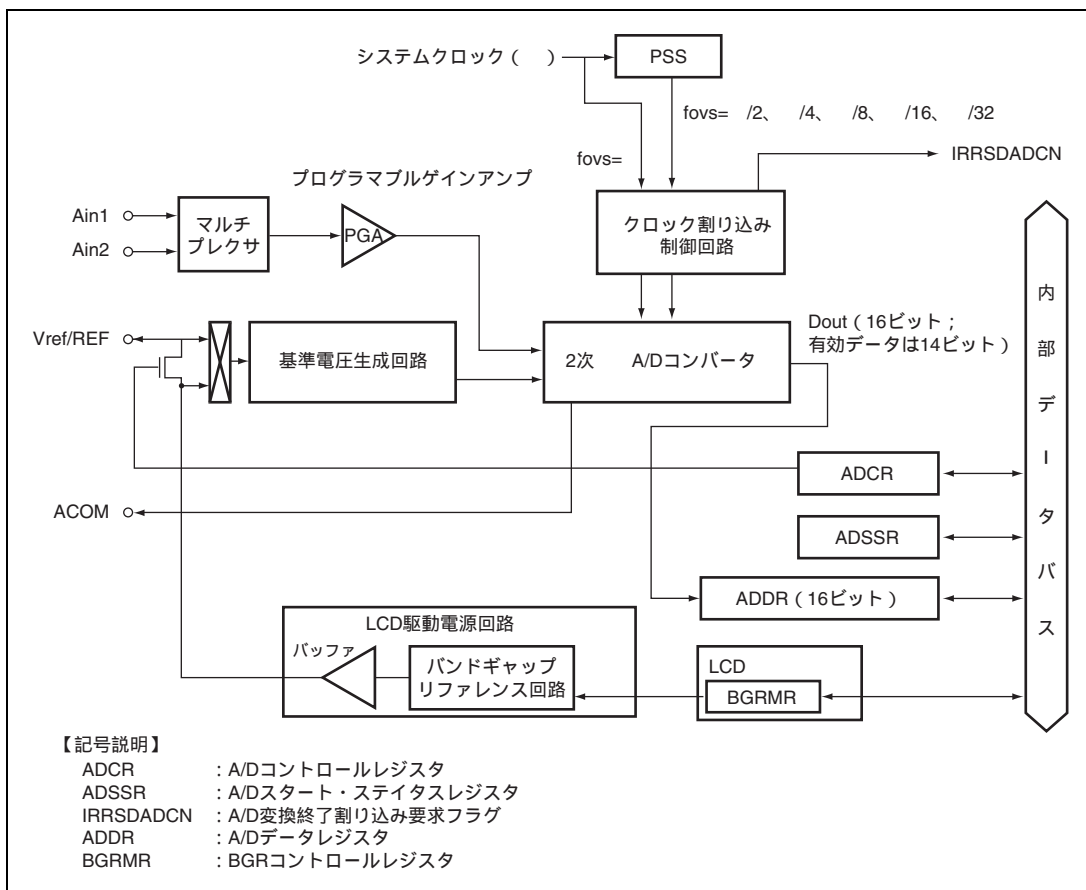 システムクロック（　）
PSS
fovs=　/2、　/4、　/8、　/16、　/32
fovs=
IRRSDADCN
プログラマブルゲインアンプ
Ain1
Ain2
マルチ
プレクサ
PGA
クロック割り込み
制御回路
Vref/REF
基準電圧生成回路
2次　A/Dコンバータ
Dout（16ビット；
有効データは14ビット）
内部データバス
ADCR
ACOM
ADSSR
ADDR（16ビット）
LCD駆動電源回路
バッファ
バンドギャップ
リファレンス回路
LCD
BGRMR
【記号説明】
ADCR　：A/Dコントロールレジスタ
ADSSR　：A/Dスタート・ステイタスレジスタ
IRRSDADCN　：A/D変換終了割り込み要求フラグ
ADDR　：A/Dデータレジスタ
BGRMR　：BGRコントロールレジスタ